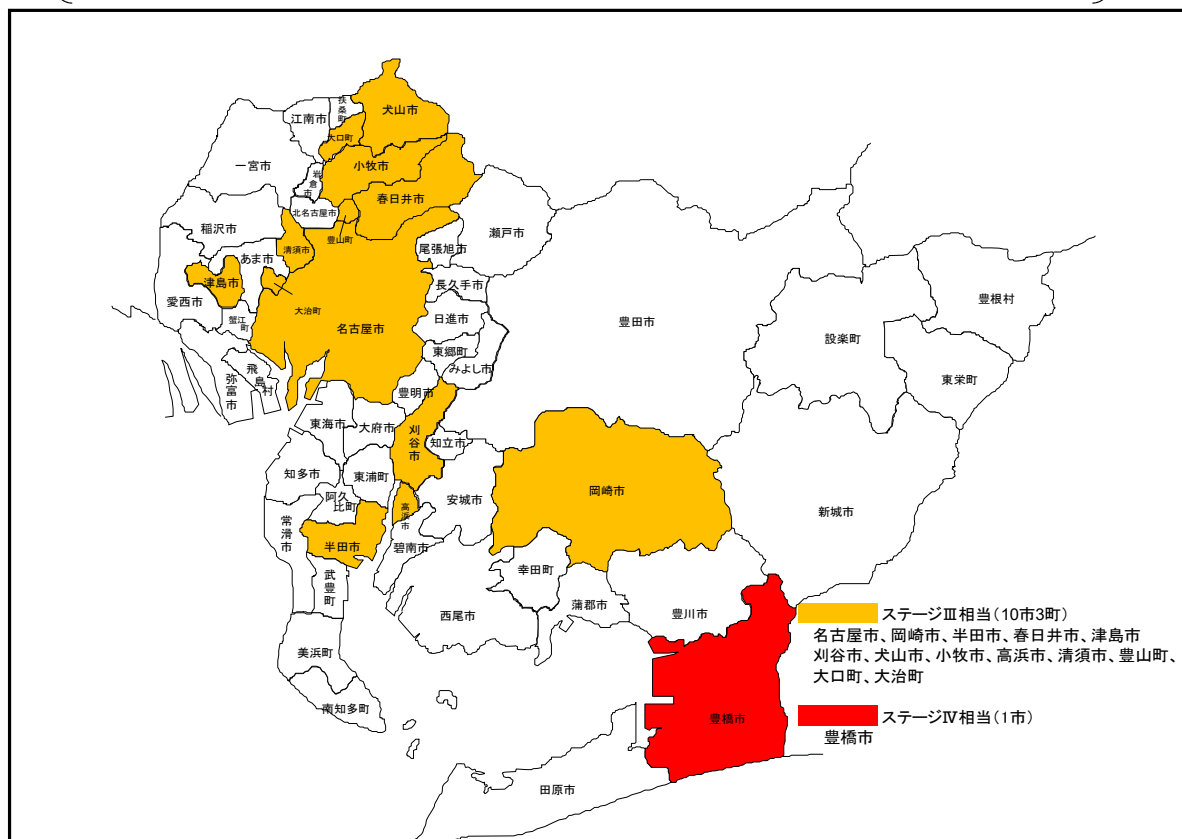 犬山市
扶桑町
江南市
大口町
一宮市
小牧市
岩倉市
春日井市
北名古屋市
稲沢市
豊山町
瀬戸市
清須市
尾張旭市
あま市
津島市
長久手市
愛西市
大治町
蟹江町
日進市
名古屋市
豊田市
豊根村
設楽町
東郷町
みよし市
東栄町
飛島村
弥富市
豊明市
東海市
大府市
刈谷市
知立市
知多市
東浦町
岡崎市
安城市
阿久比町
高浜市
常滑市
新城市
半田市
碧南市
武豊町
幸田町
西尾市
蒲郡市
豊川市
ステージⅢ相当(10市3町)
名古屋市、岡崎市、半田市、春日井市、津島市
刈谷市、犬山市、小牧市、高浜市、清須市、豊山町、
大口町、大治町
美浜町
南知多町
豊橋市
ステージⅣ相当(1市)
豊橋市
田原市